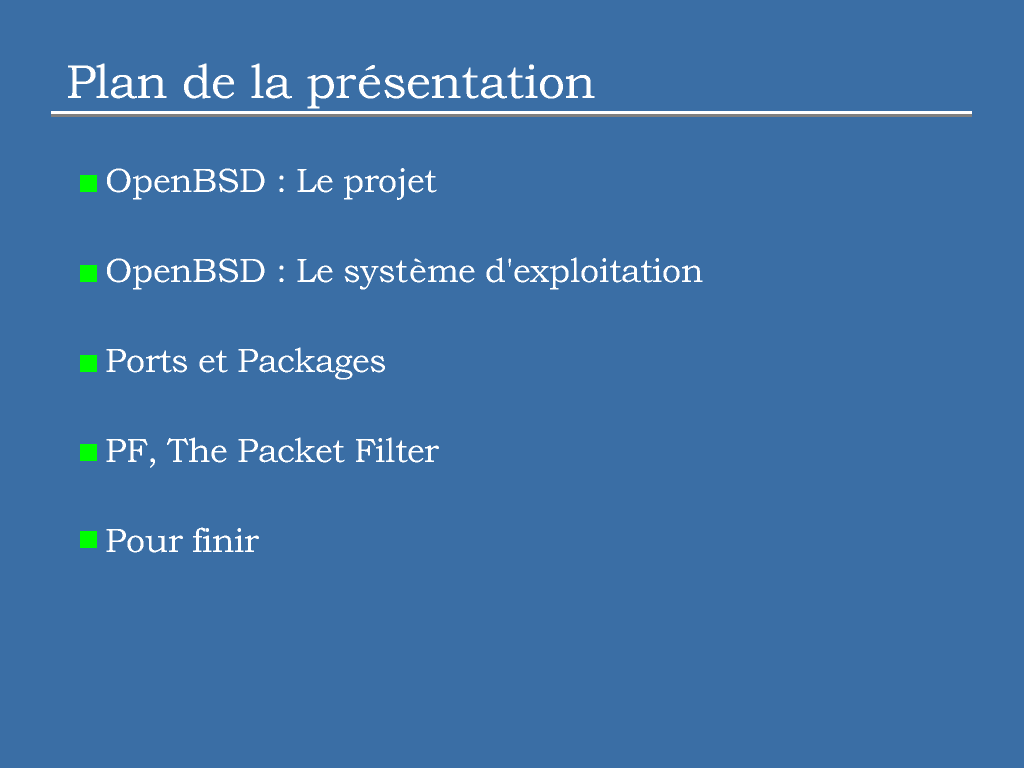 Plan de la présentation
OpenBSD : Le projet
OpenBSD : Le système d'exploitation
Ports et Packages
PF, The Packet Filter
Pour finir